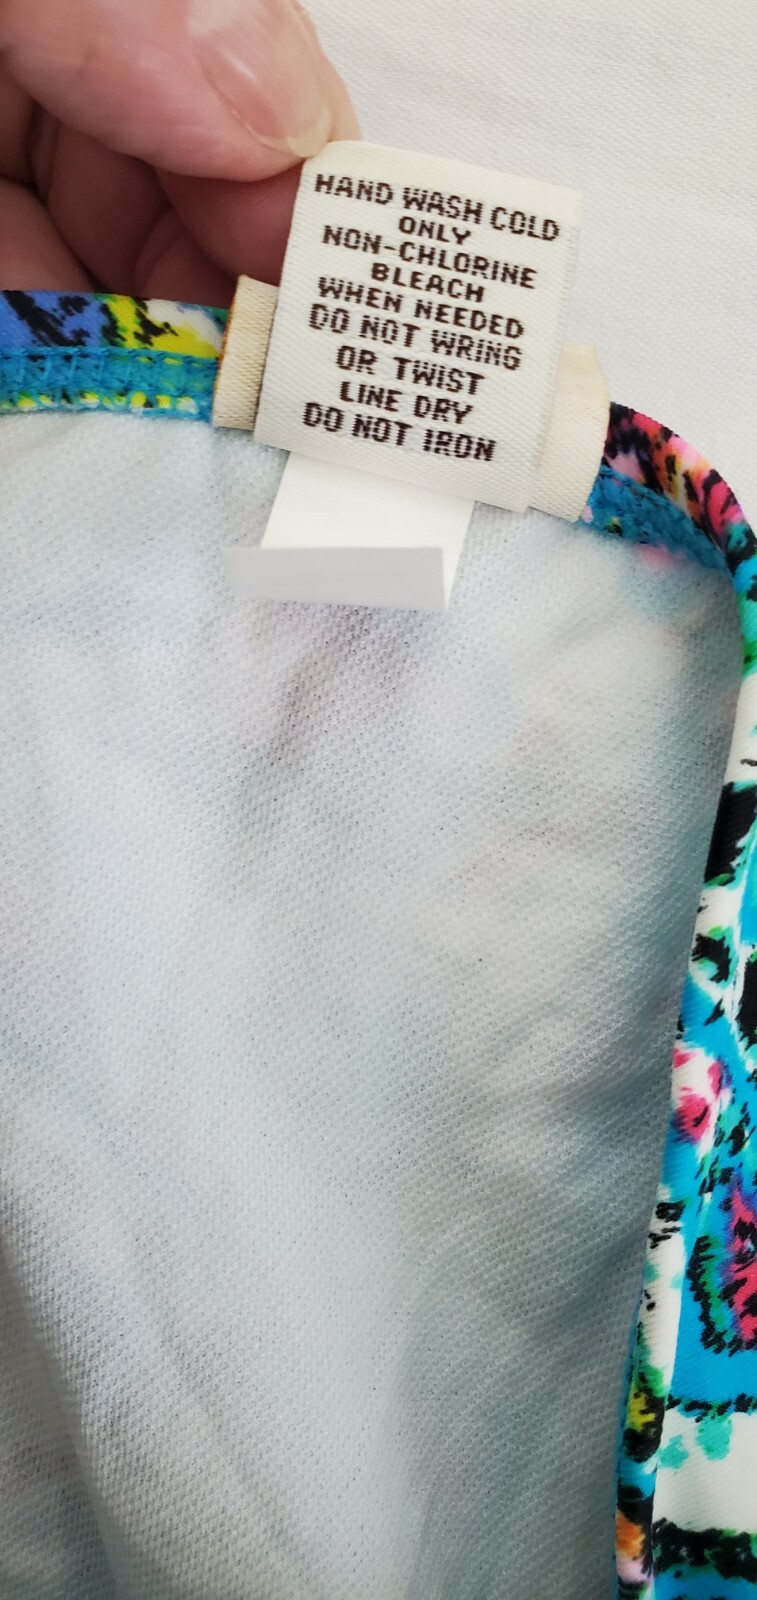 HAND WASH COLD
ONLY
NON-CHLORINE
BLEACH
WHEN NEEDED
DO NOT WRING
OR TWIST
LINE DRY
DO NOT IRON